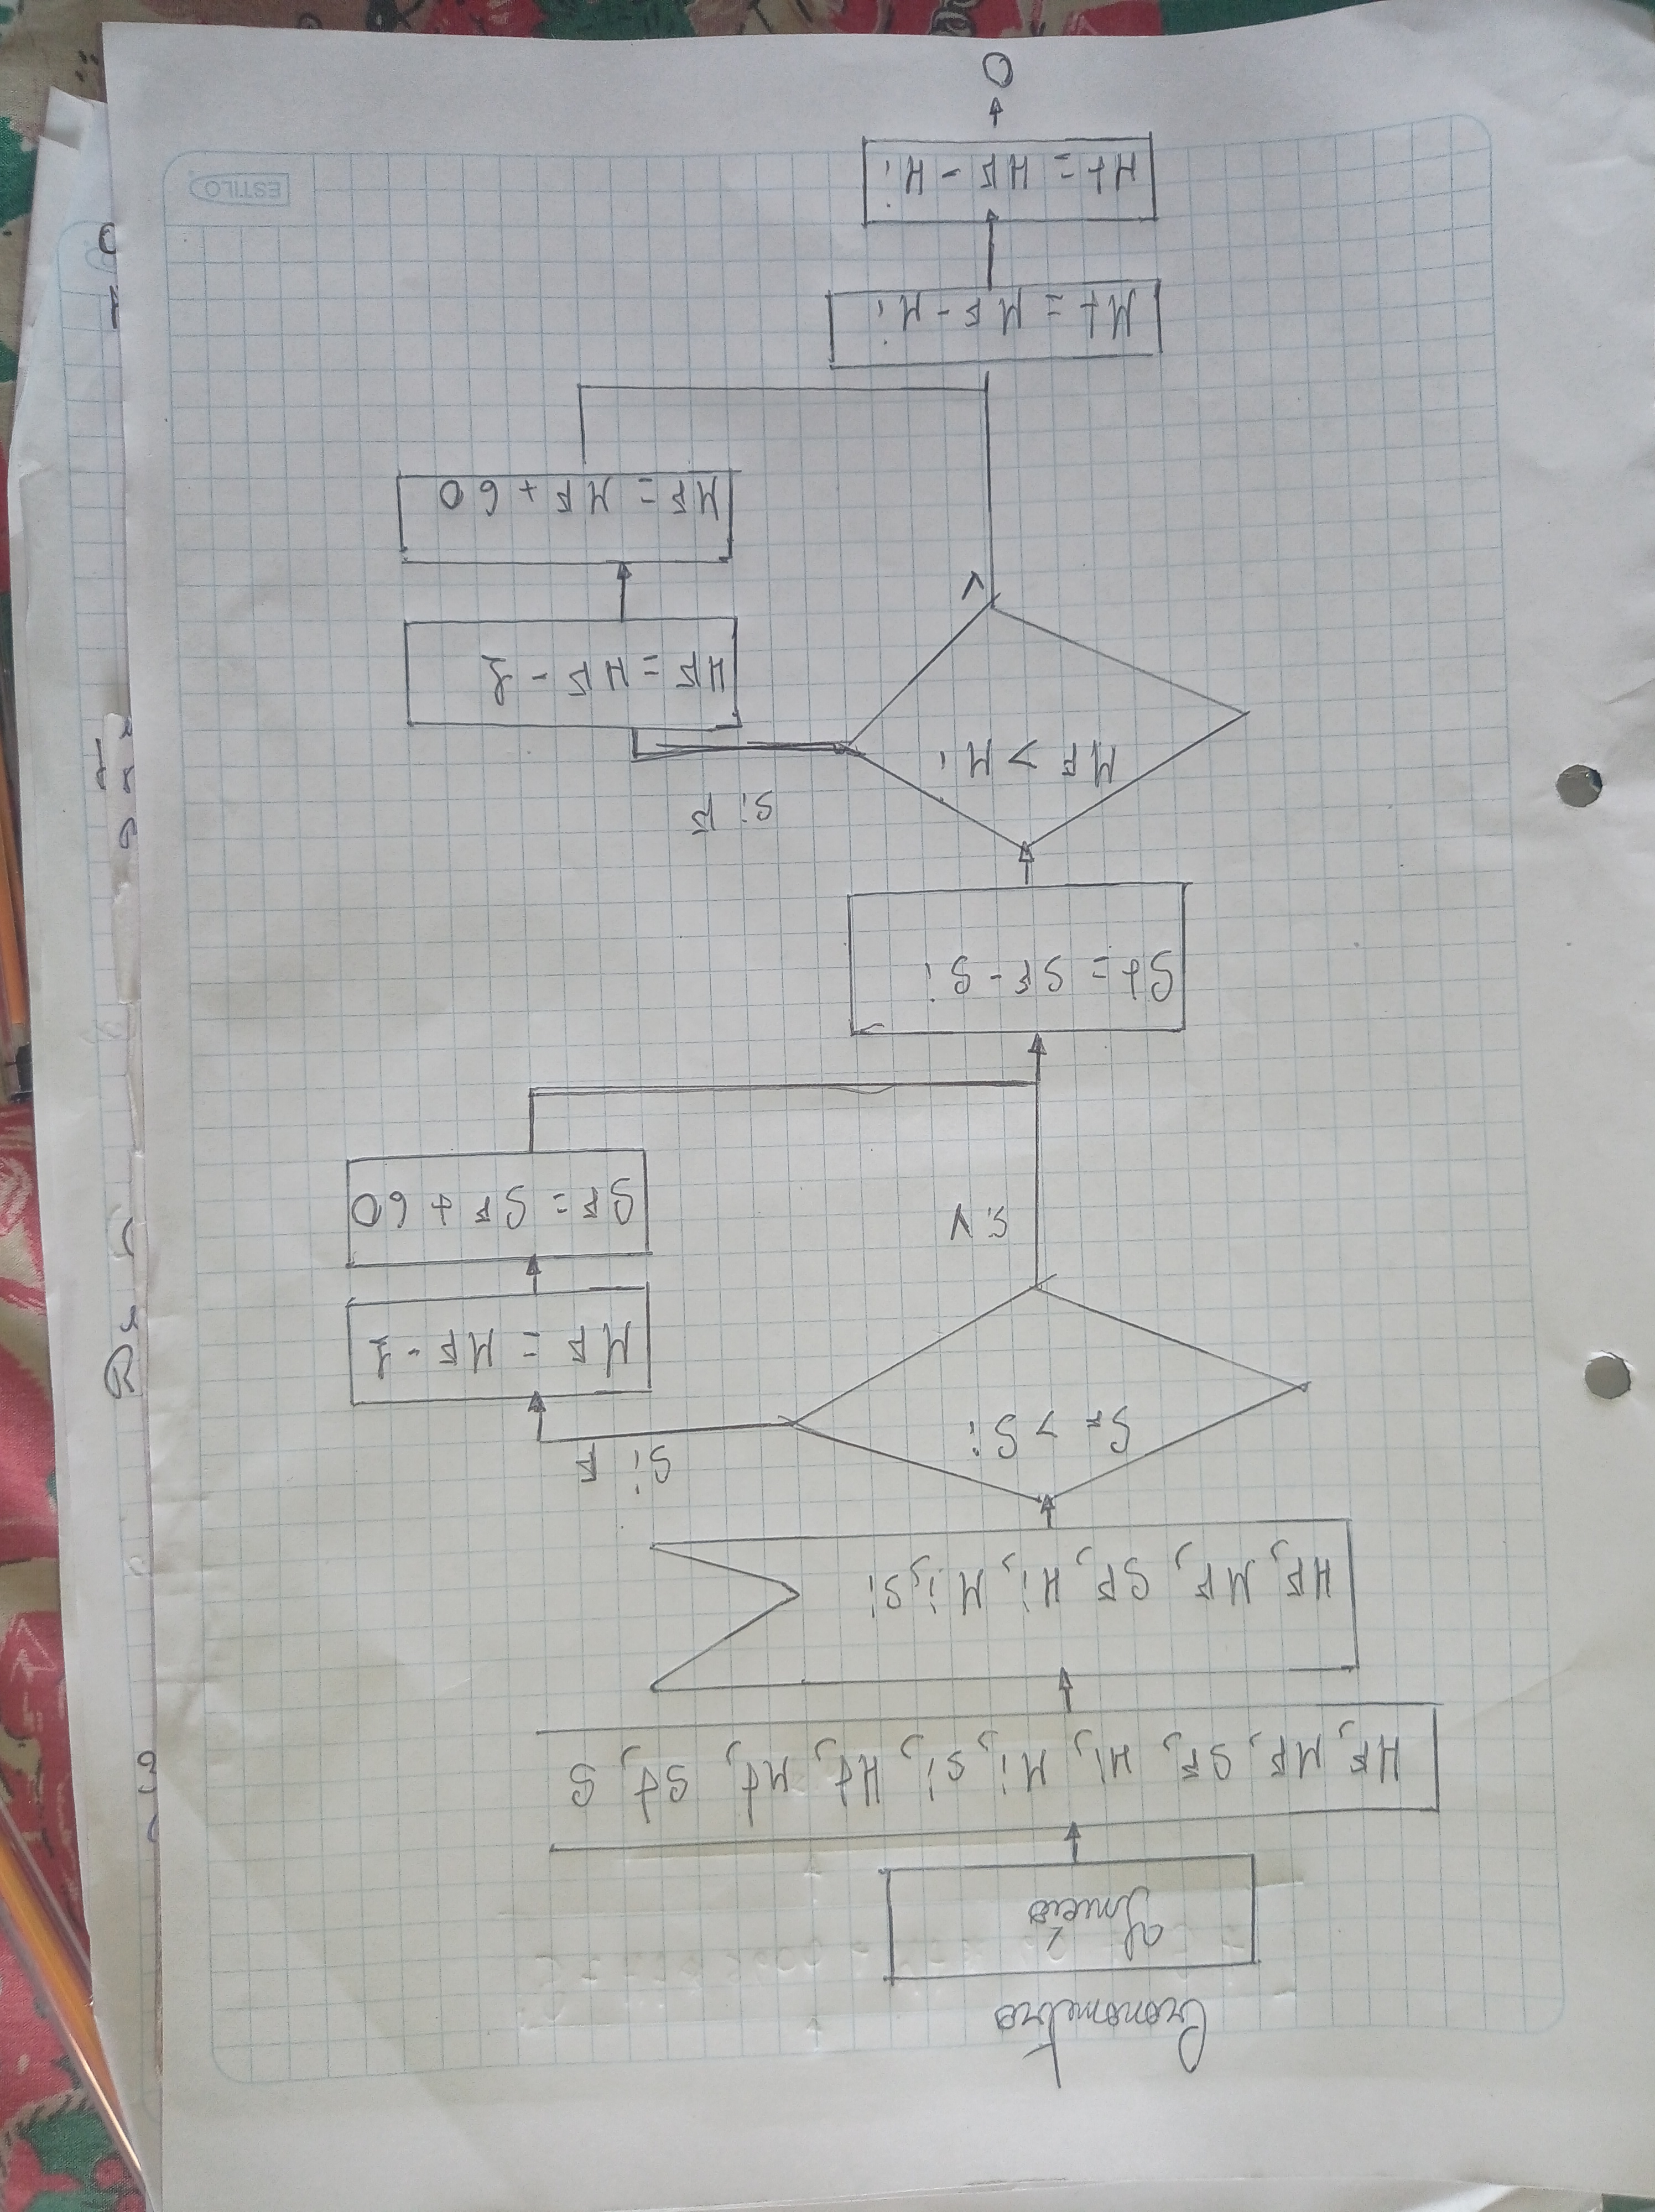 Cronometro
Inicio
HF, MF, SF, Hi, Mi, Si, Ht, Mt, St, S
HF, MF, SF, Hi, Mi, Si
SF > Si
Si F
MF = MF - 1
SF = SF + 60
Si V
St = SF - Si
MF > Mi
Si F
HF = HF - 1
MF = MF + 60
V
Mt = MF - Mi
Ht = HF - Hi
O
ESTILO